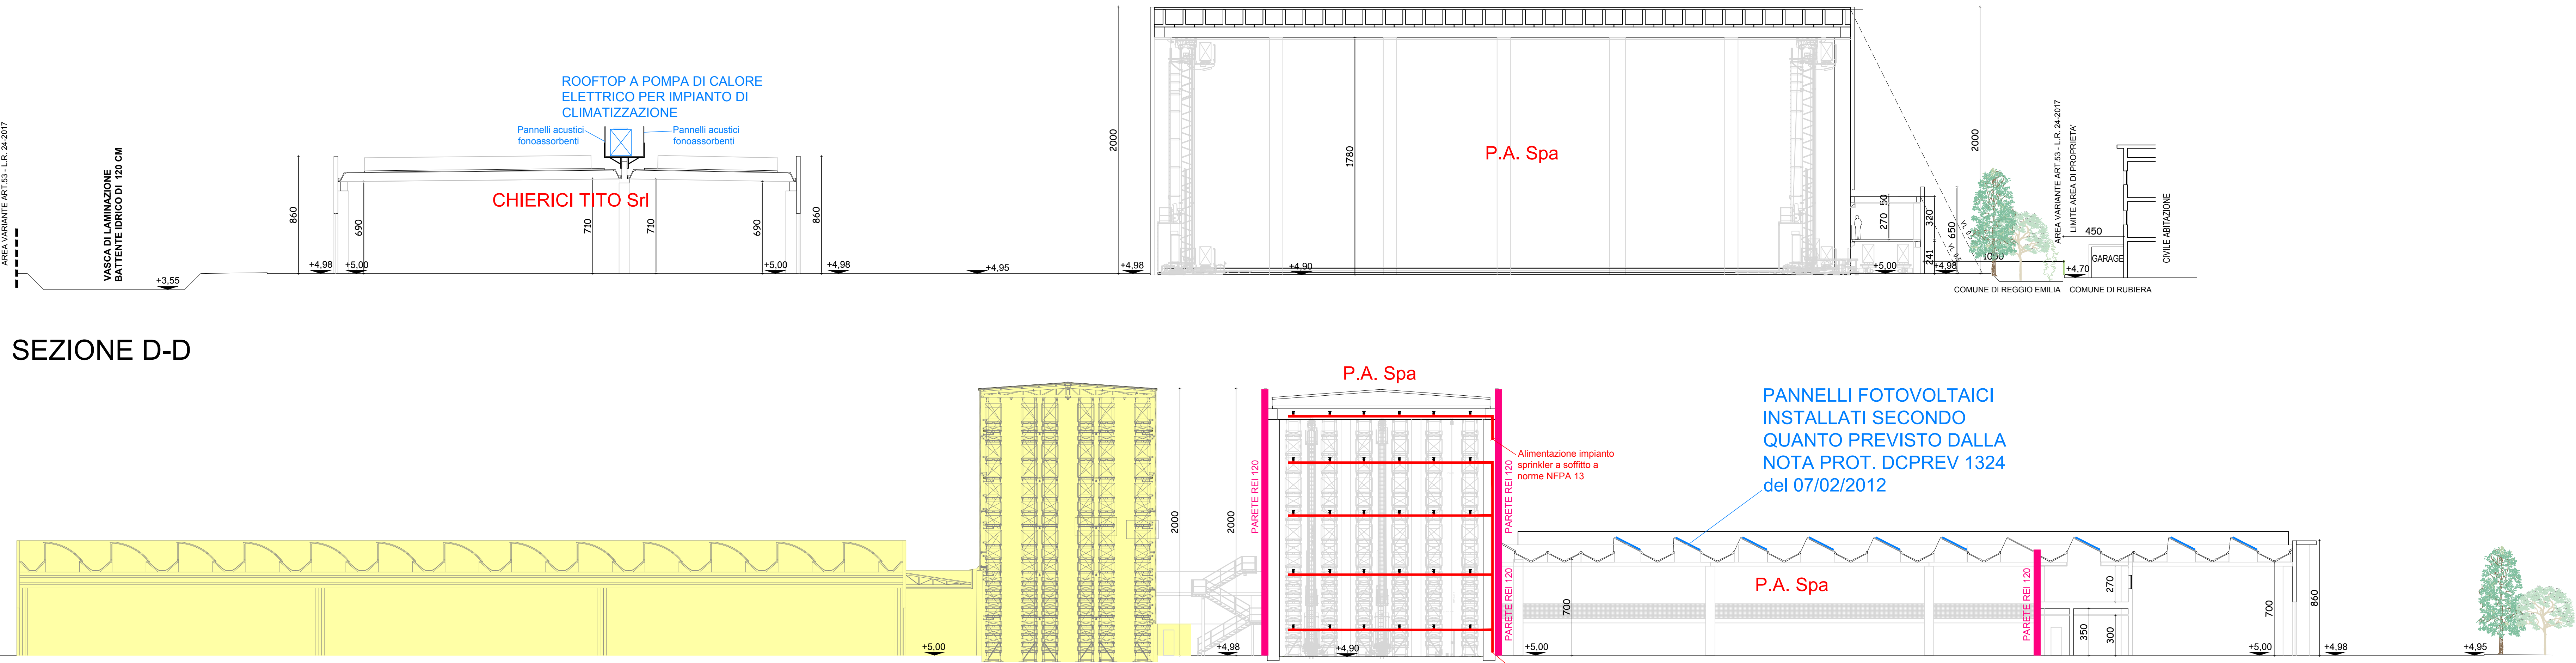 AREA VARIANTE ART.53 - L.R. 24-2017
VASCA DI LAMINAZIONE
BATTENTE IDRICO DI  120 CM
+3,55
860
+4,98
+5,00
690
ROOFTOP A POMPA DI CALORE
ELETTRICO PER IMPIANTO DI
CLIMATIZZAZIONE
Pannelli acustici
fonoassorbenti
Pannelli acustici
fonoassorbenti
CHIERICI TITO Srl
710
710
690
860
+5,00
+4,98
+4,95
2000
+4,98
1780
+4,90
P.A. Spa
2000
50
270
320
650
241
+5,00
+4,98
AREA VARIANTE ART.53 - L.R. 24-2017
LIMITE AREA DI PROPRIETA'
450
GARAGE
+4,70
CIVILE ABITAZIONE
COMUNE DI REGGIO EMILIA
COMUNE DI RUBIERA
SEZIONE D-D
+5,00
2000
2000
+4,98
PARETE REI 120
P.A. Spa
+4,90
PARETE REI 120
PARETE REI 120
Alimentazione impianto
sprinkler a soffitto a
norme NFPA 13
PANNELLI FOTOVOLTAICI
INSTALLATI SECONDO
QUANTO PREVISTO DALLA
NOTA PROT. DCPREV 1324
del 07/02/2012
+5,00
700
P.A. Spa
PARETE REI 120
270
350
300
700
860
+5,00
+4,98
+4,95